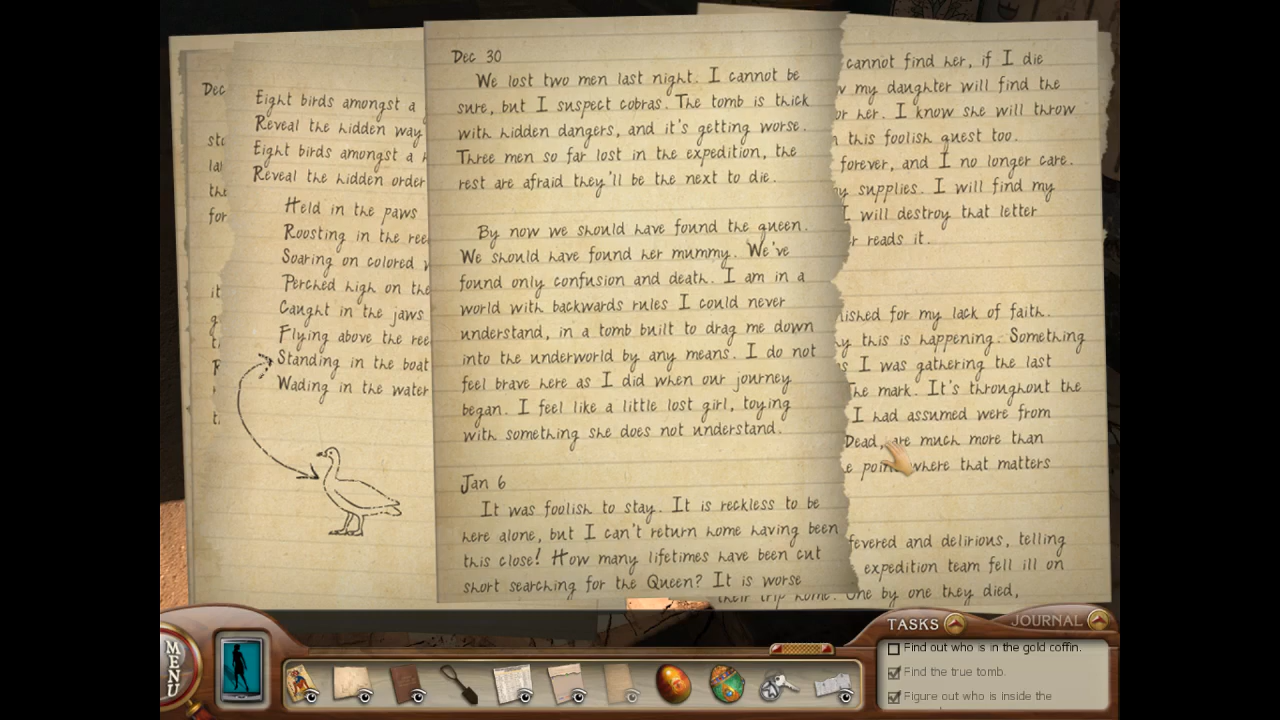 Dec
Eight birds amongst a
Reveal the hidden way
Eight birds amongst a
Reveal the hidden order
Held in the paws
Roosting in the ree
Soaring on colored
Perched high on the
Caught in the jaws
Flying above the ree
Standing in the boat
Wading in the water
Dec 30
We lost two men last night. I cannot be
sure, but I suspect cobras. The tomb is thick
with hidden dangers, and it's getting worse.
Three men so far lost in the expedition, the
rest are afraid they'll be the next to die.
By now we should have found the queen.
We should have found her mummy. We've
found only confusion and death. I am in a
world with backwards rules I could never
understand, in a tomb built to drag me down
into the underworld by any means. I do not
feel brave here as I did when our journey
began. I feel like a little lost girl, toying
with something she does not understand.
Jan 6
It was foolish to stay. It is reckless to be
here alone, but I can't return home having been
this close! How many lifetimes have been cut
short searching for the Queen? It is worse
cannot find her, if I die
my daughter will find the
or her. I know she will throw
this foolish quest too.
forever, and I no longer care.
supplies. I will find my
I will destroy that letter
reads it.
ished for my lack of faith.
this is happening. Something
I was gathering the last
The mark. It's throughout the
I had assumed were from
Dead, are much more than
point where that matters
fevered and delirious, telling
expedition team fell ill on
their trip home. One by one they died,
MENU
TASKS
JOURNAL
Find out who is in the gold coffin.
Find the true tomb.
Figure out who is inside the